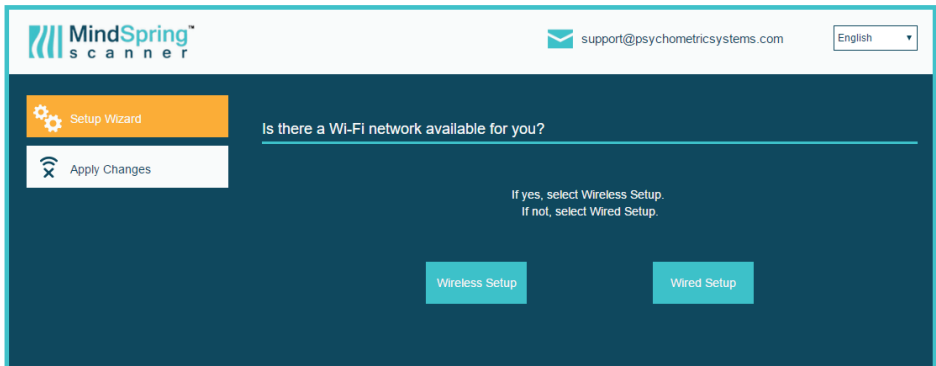 MindSpring™
scanner
support@psychometricsystems.com
English
Setup Wizard
Apply Changes
Is there a Wi-Fi network available for you?
If yes, select Wireless Setup.
If not, select Wired Setup.
Wireless Setup
Wired Setup